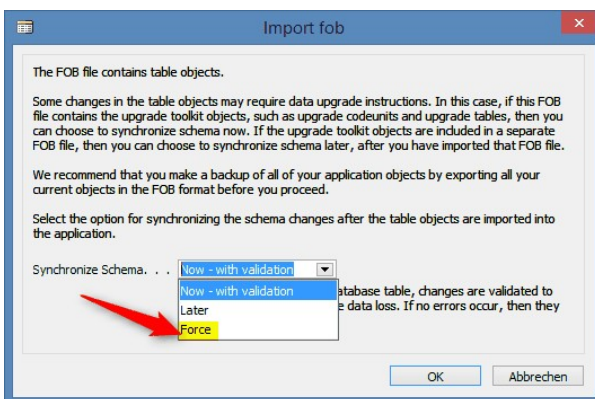 Import fob
The FOB file contains table objects.
Some changes in the table objects may require data upgrade instructions. In this case, if this FOB
file contains the upgrade toolkit objects, such as upgrade codeunits and upgrade tables, then you
can choose to synchronize schema now. If the upgrade toolkit objects are included in a separate
FOB file, then you can choose to synchronize schema later, after you have imported that FOB file.
We recommend that you make a backup of all of your application objects by exporting all your
current objects in the FOB format before you proceed.
Select the option for synchronizing the schema changes after the table objects are imported into
the application.
Synchronize Schema. . . Now - with validation
Now - with validation atabase table, changes are validated to
Later e data loss. If no errors occur, then they
Force
OK Abbrechen